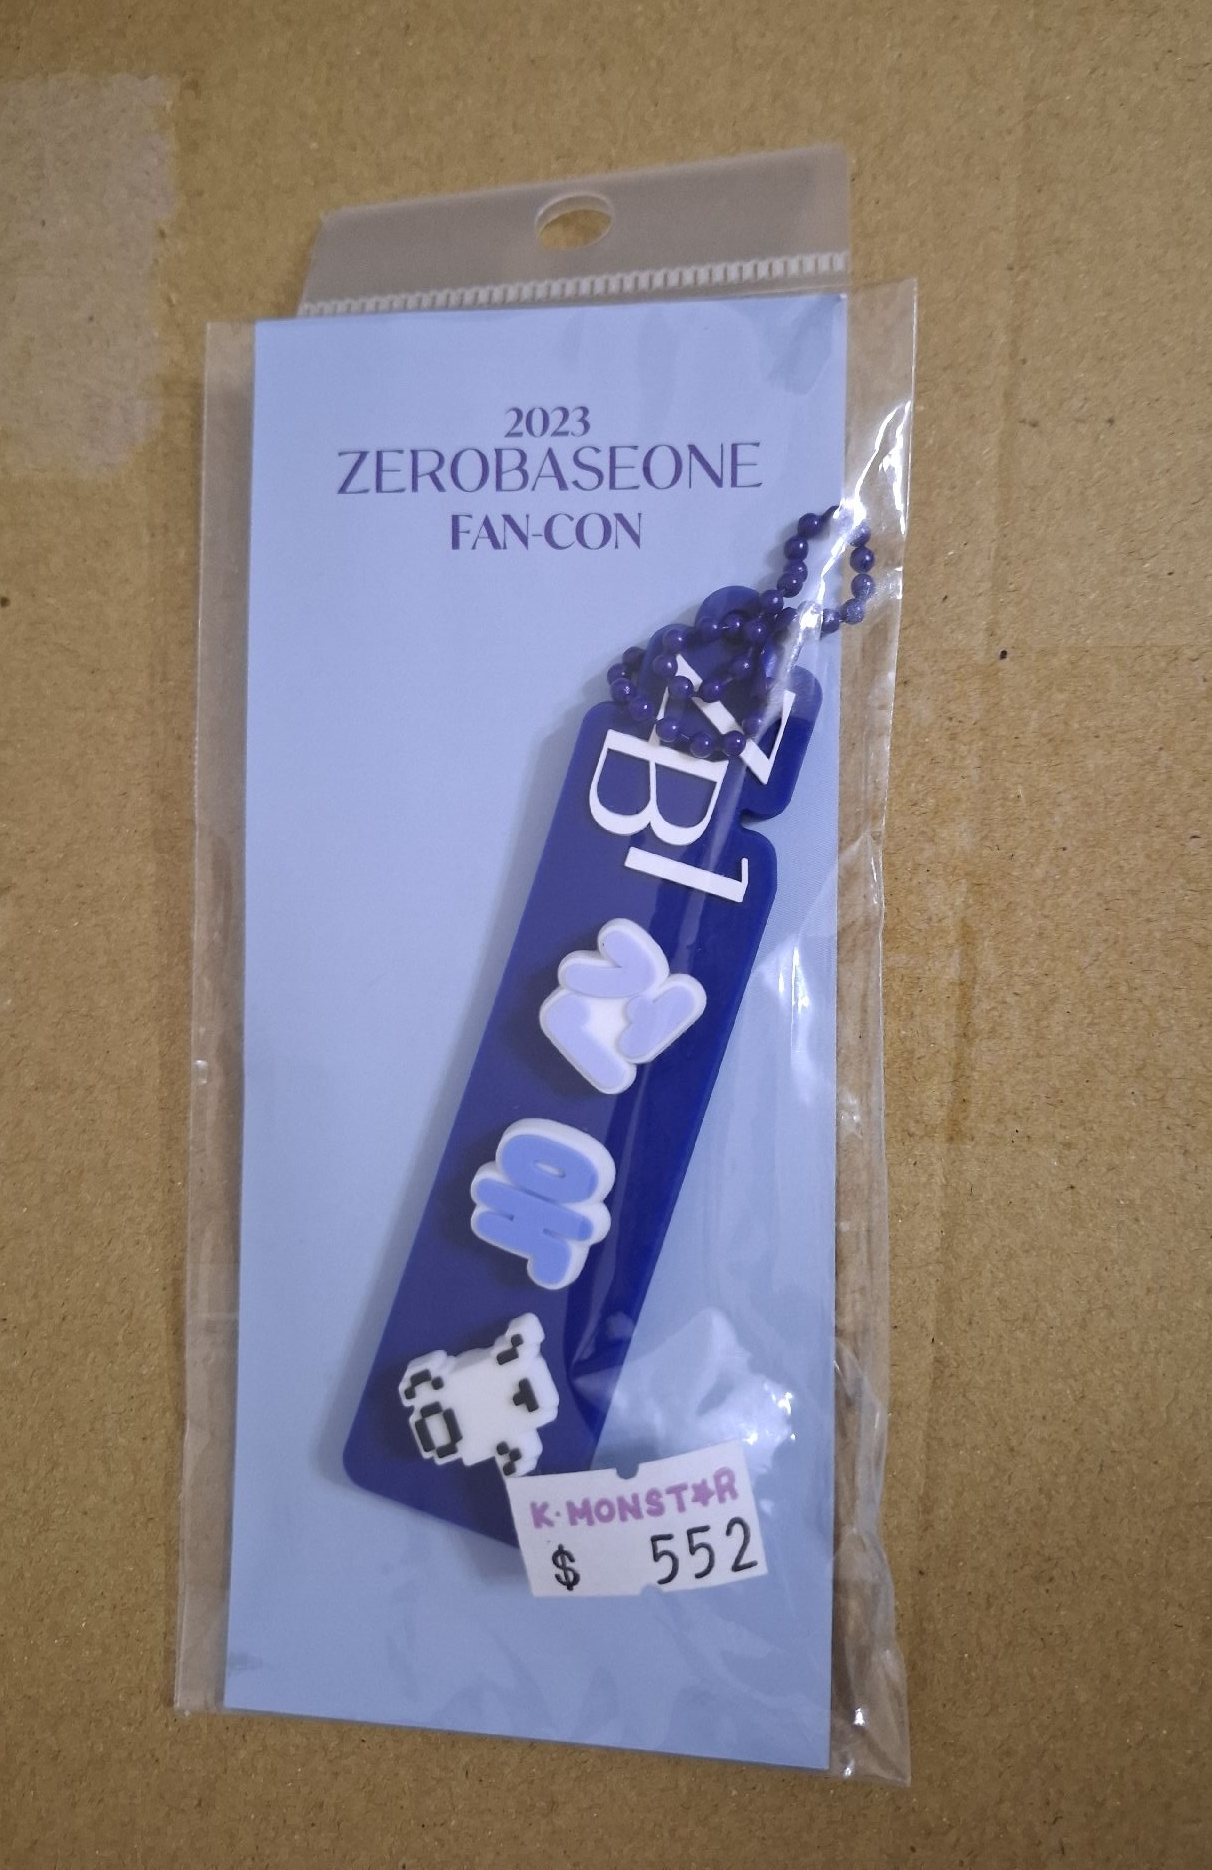 2023
ZEROBASEONE
FAN-CON
ZB1
K·MONST★R
$ 552